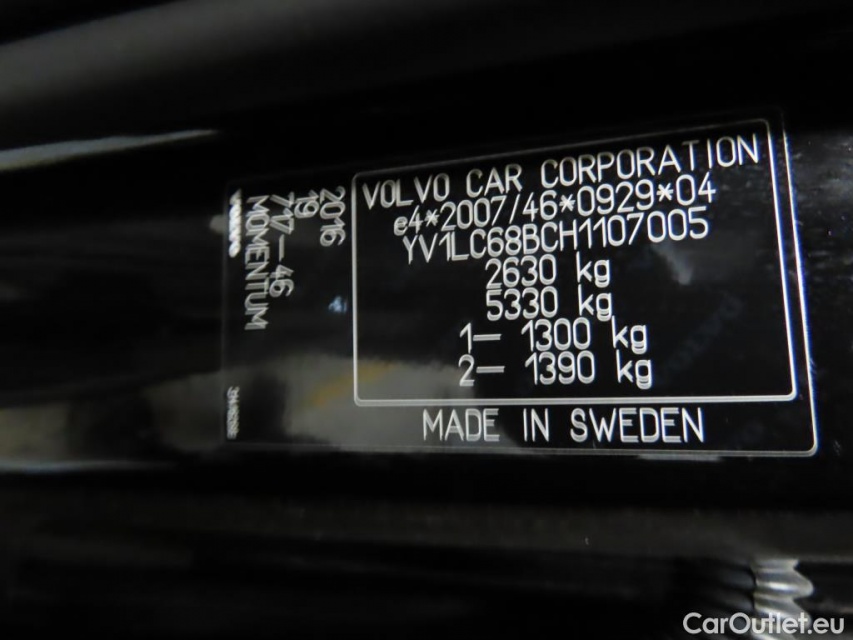 VOLVO CAR CORPORATION
e4*2007/46*0929*04
YV1LC68BCH1107005
2630 kg
5330 kg
1– 1300 kg
2– 1390 kg
MADE IN SWEDEN
2016
19
717–46
MOMENTUM
VOLVO
CarOutlet.eu